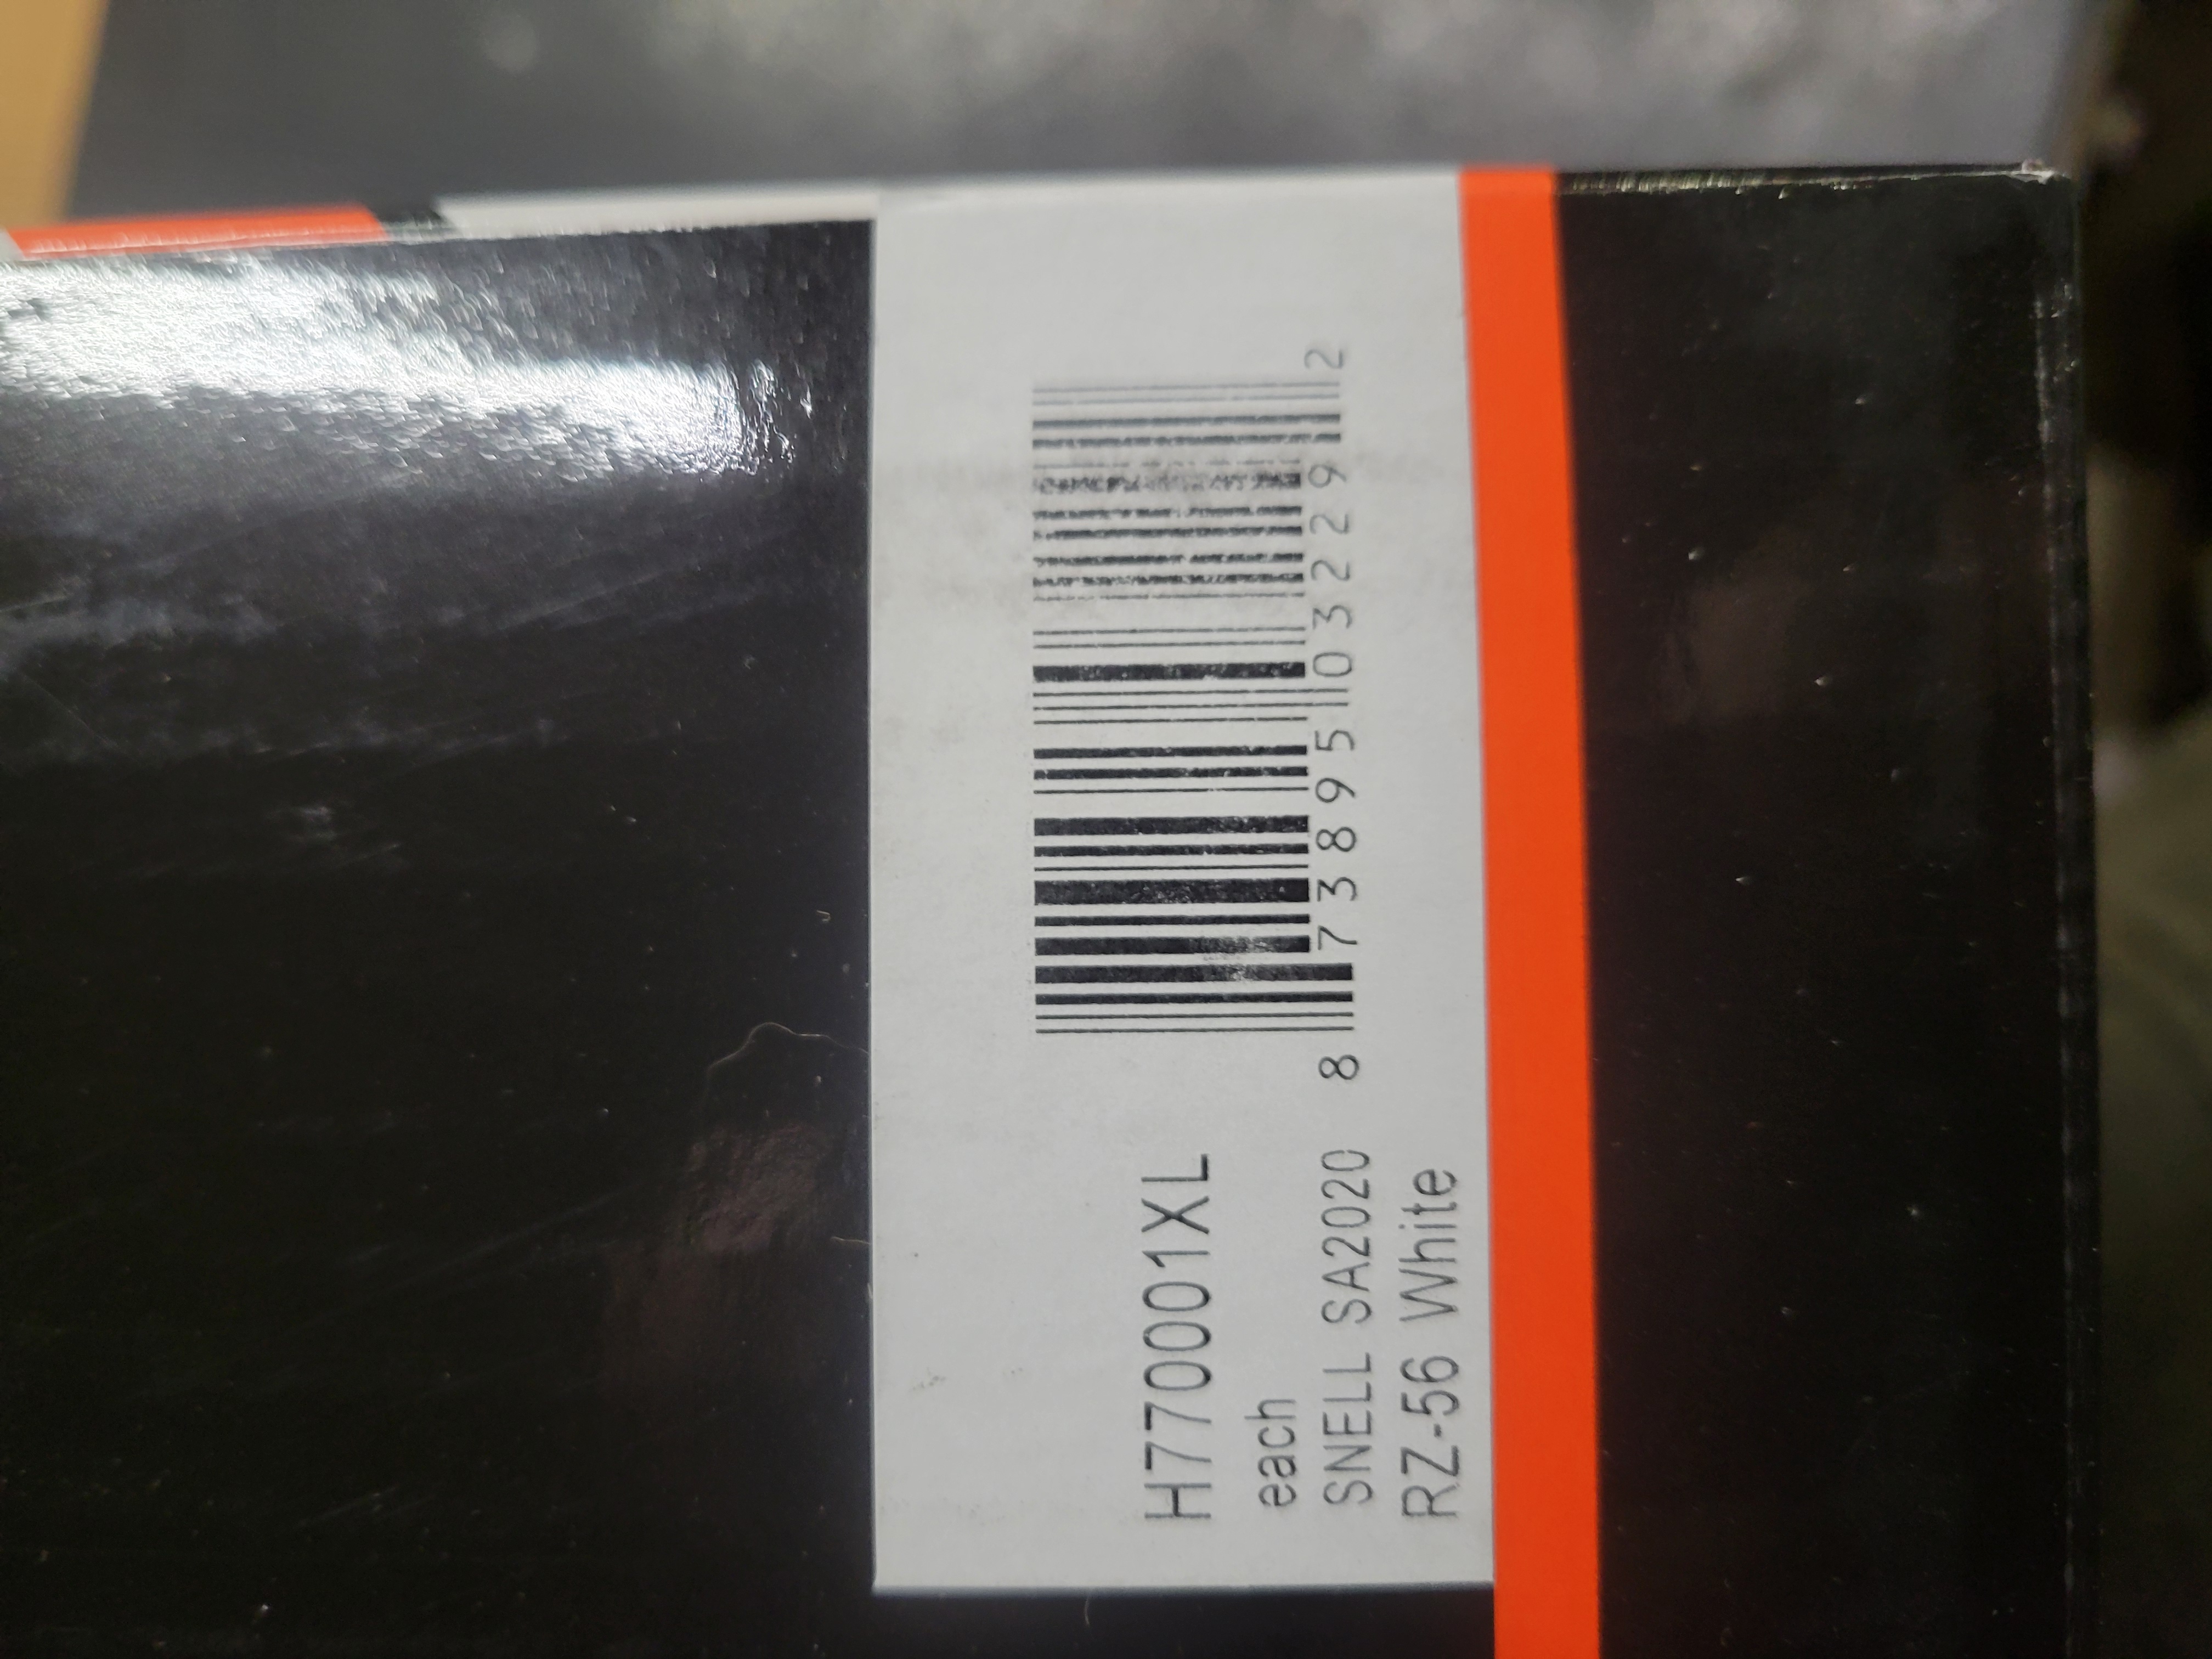 H770001XL
each
SNELL SA2020
RZ-56 White
8 73895 03229 2